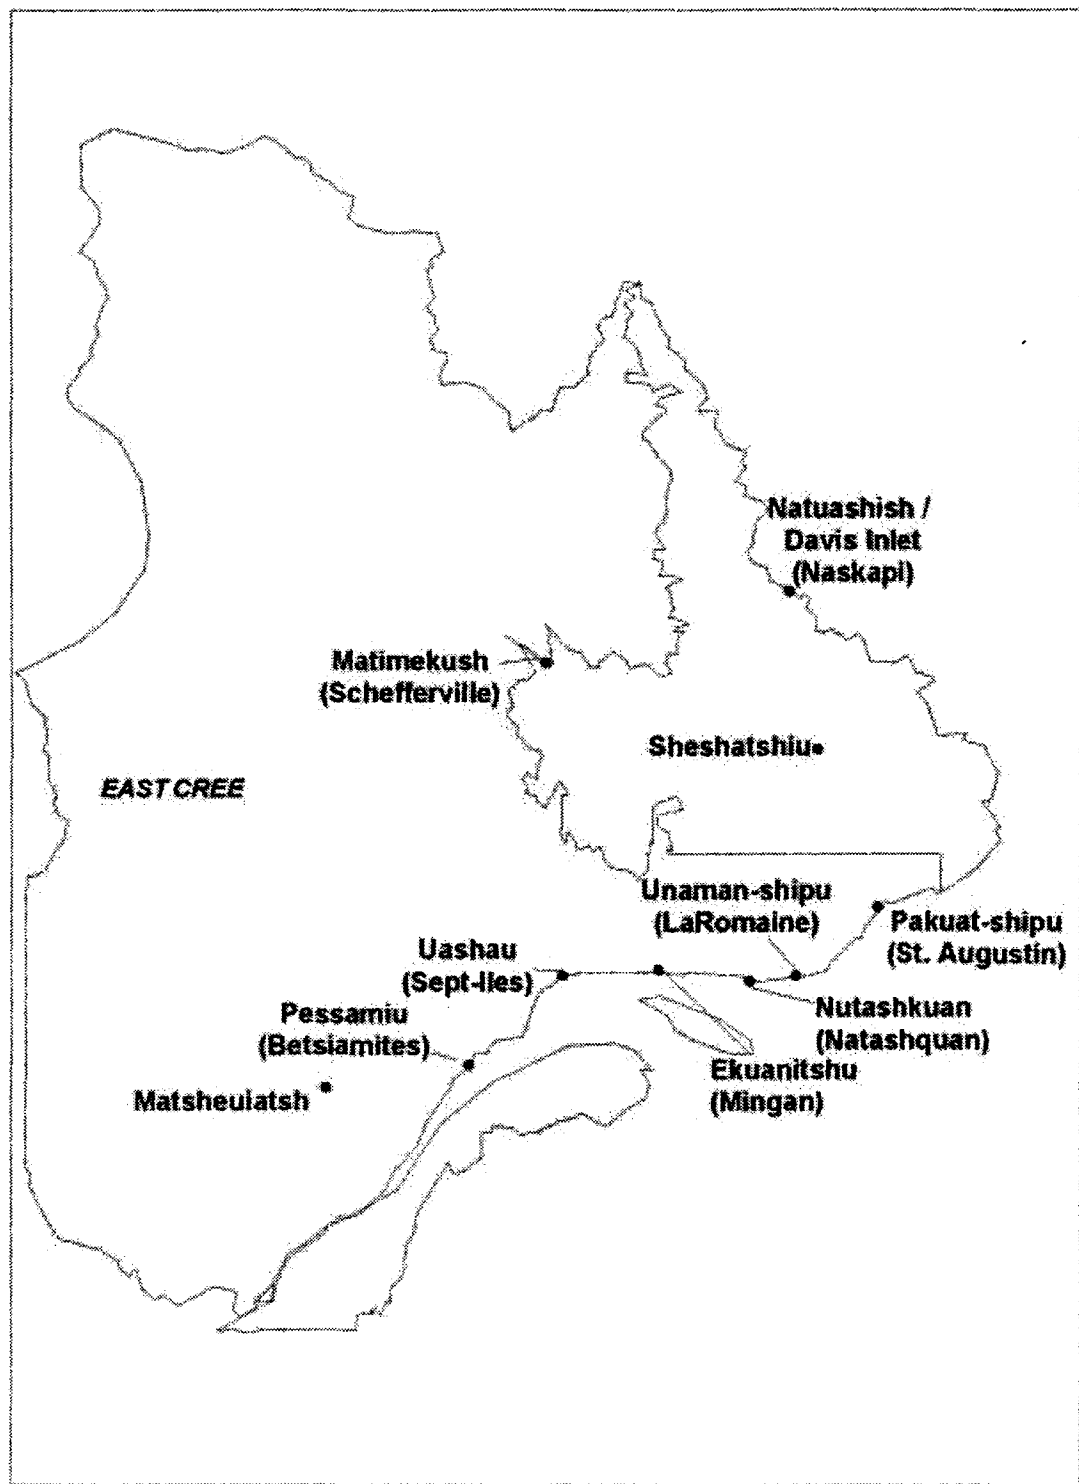 Natuashish /
Davis Inlet
(Naskapi)
Matimekush
(Schefferville)
Sheshatshiu
EAST CREE
Unaman-shipu
(LaRomaine)
Pakuat-shipu
(St. Augustin)
Uashau
(Sept-Iles)
Nutashkuan
(Natashquan)
Pessamiu
(Betsiamites)
Ekuanitshu
(Mingan)
Matsheuiatsh